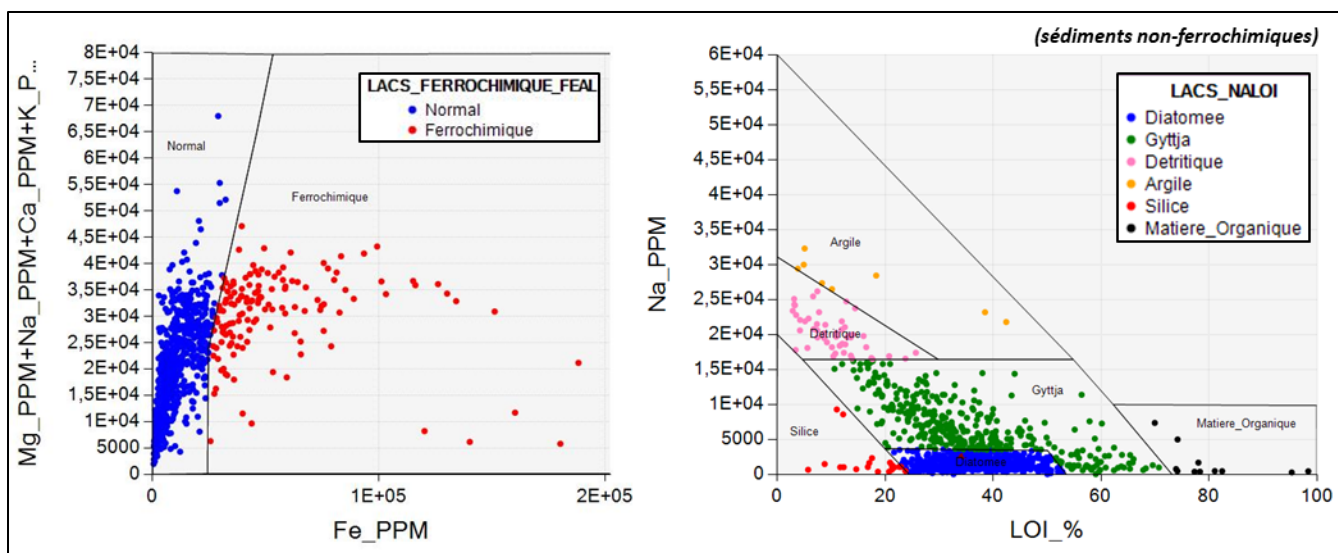 Mg_PPM+Na_PPM+Ca_PPM+K_P...
8E+04
7,5E+04
7E+04
6,5E+04
6E+04
5,5E+04
5E+04
4,5E+04
4E+04
3,5E+04
3E+04
2,5E+04
2E+04
1,5E+04
1E+04
5000
0
LACS_FERROCHIMIQUE_FEAL
Normal
Ferrochimique
Normal
Ferrochimique
0
1E+05
2E+05
Fe_PPM
(sédiments non-ferrochimiques)
Na_PPM
6E+04
5,5E+04
5E+04
4,5E+04
4E+04
3,5E+04
3E+04
2,5E+04
2E+04
1,5E+04
1E+04
5000
0
LACS_NALOI
Diatomee
Gyttja
Detritique
Argile
Silice
Matiere_Organique
Argile
Detritique
Gyttja
Silice
Matiere_Organique
Diatomee
0
20
40
60
80
100
LOI_%